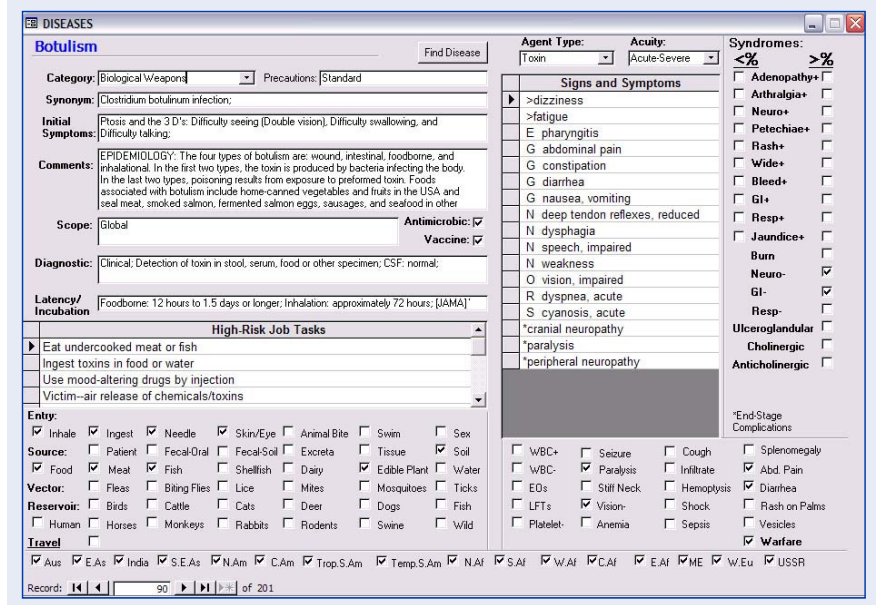 DISEASES
Botulism
Find Disease
Category: Biological Weapons Precautions: Standard
Synonym: Clostridium botulinum infection;
Initial Symptoms: Ptosis and the 3 D's: Difficulty seeing (Double vision), Difficulty swallowing, and
Difficulty talking;
Comments: EPIDEMIOLOGY: The four types of botulism are: wound, intestinal, foodborne, and
inhalational. In the first two types, the toxin is produced by bacteria infecting the body.
In the last two types, poisoning results from exposure to preformed toxin. Foods
associated with botulism include home-canned vegetables and fruits in the USA and
seal meat, smoked salmon, fermented salmon eggs, sausages, and seafood in other
Scope: Global
Antimicrobic:
Vaccine:
Diagnostic: Clinical; Detection of toxin in stool, serum, food or other specimen; CSF: normal;
Latency/
Incubation Foodborne: 12 hours to 1.5 days or longer; Inhalation: approximately 72 hours; [JAMA]"
High-Risk Job Tasks
Eat undercooked meat or fish
Ingest toxins in food or water
Use mood-altering drugs by injection
Victim--air release of chemicals/toxins
Agent Type: Acuity:
Toxin Acute-Severe
Signs and Symptoms
>dizziness
>fatigue
E pharyngitis
G abdominal pain
G constipation
G diarrhea
G nausea, vomiting
N deep tendon reflexes, reduced
N dysphagia
N speech, impaired
N weakness
O vision, impaired
R dyspnea, acute
S cyanosis, acute
*cranial neuropathy
*paralysis
*peripheral neuropathy
Syndromes:
<% >%
Adenopathy+
Arthralgia+
Neuro+
Petechiae+
Rash+
Wide+
Bleed+
GI+
Resp+
Jaundice+
Burn
Neuro-
GI-
Resp-
Ulceroglandular
Cholinergic
Anticholinergic
*End-Stage
Complications
Entry:
Inhale Ingest Needle Skin/Eye Animal Bite Swim Sex
Source: Patient Fecal-Oral Fecal-Soil Excreta Tissue Soil
Food Meat Fish Shellfish Dairy Edible Plant Water
Vector: Fleas Biting Flies Lice Mites Mosquitoes Ticks
Reservoir: Birds Cattle Cats Deer Dogs Fish
Human Horses Monkeys Rabbits Rodents Swine Wild
Travel
WBC+ Seizure Cough Splenomegaly
WBC- Paralysis Infiltrate Abd. Pain
EOs Stiff Neck Hemoptysis Diarrhea
LFTs Vision- Shock Rash on Palms
Platelet- Anemia Sepsis Vesicles
Warfare
Aus E.As India S.E.As N.Am C.Am Trop.S.Am Temp.S.Am N.Af S.Af W.Af C.Af E.Af ME W.Eu USSR
Record: 90 of 201